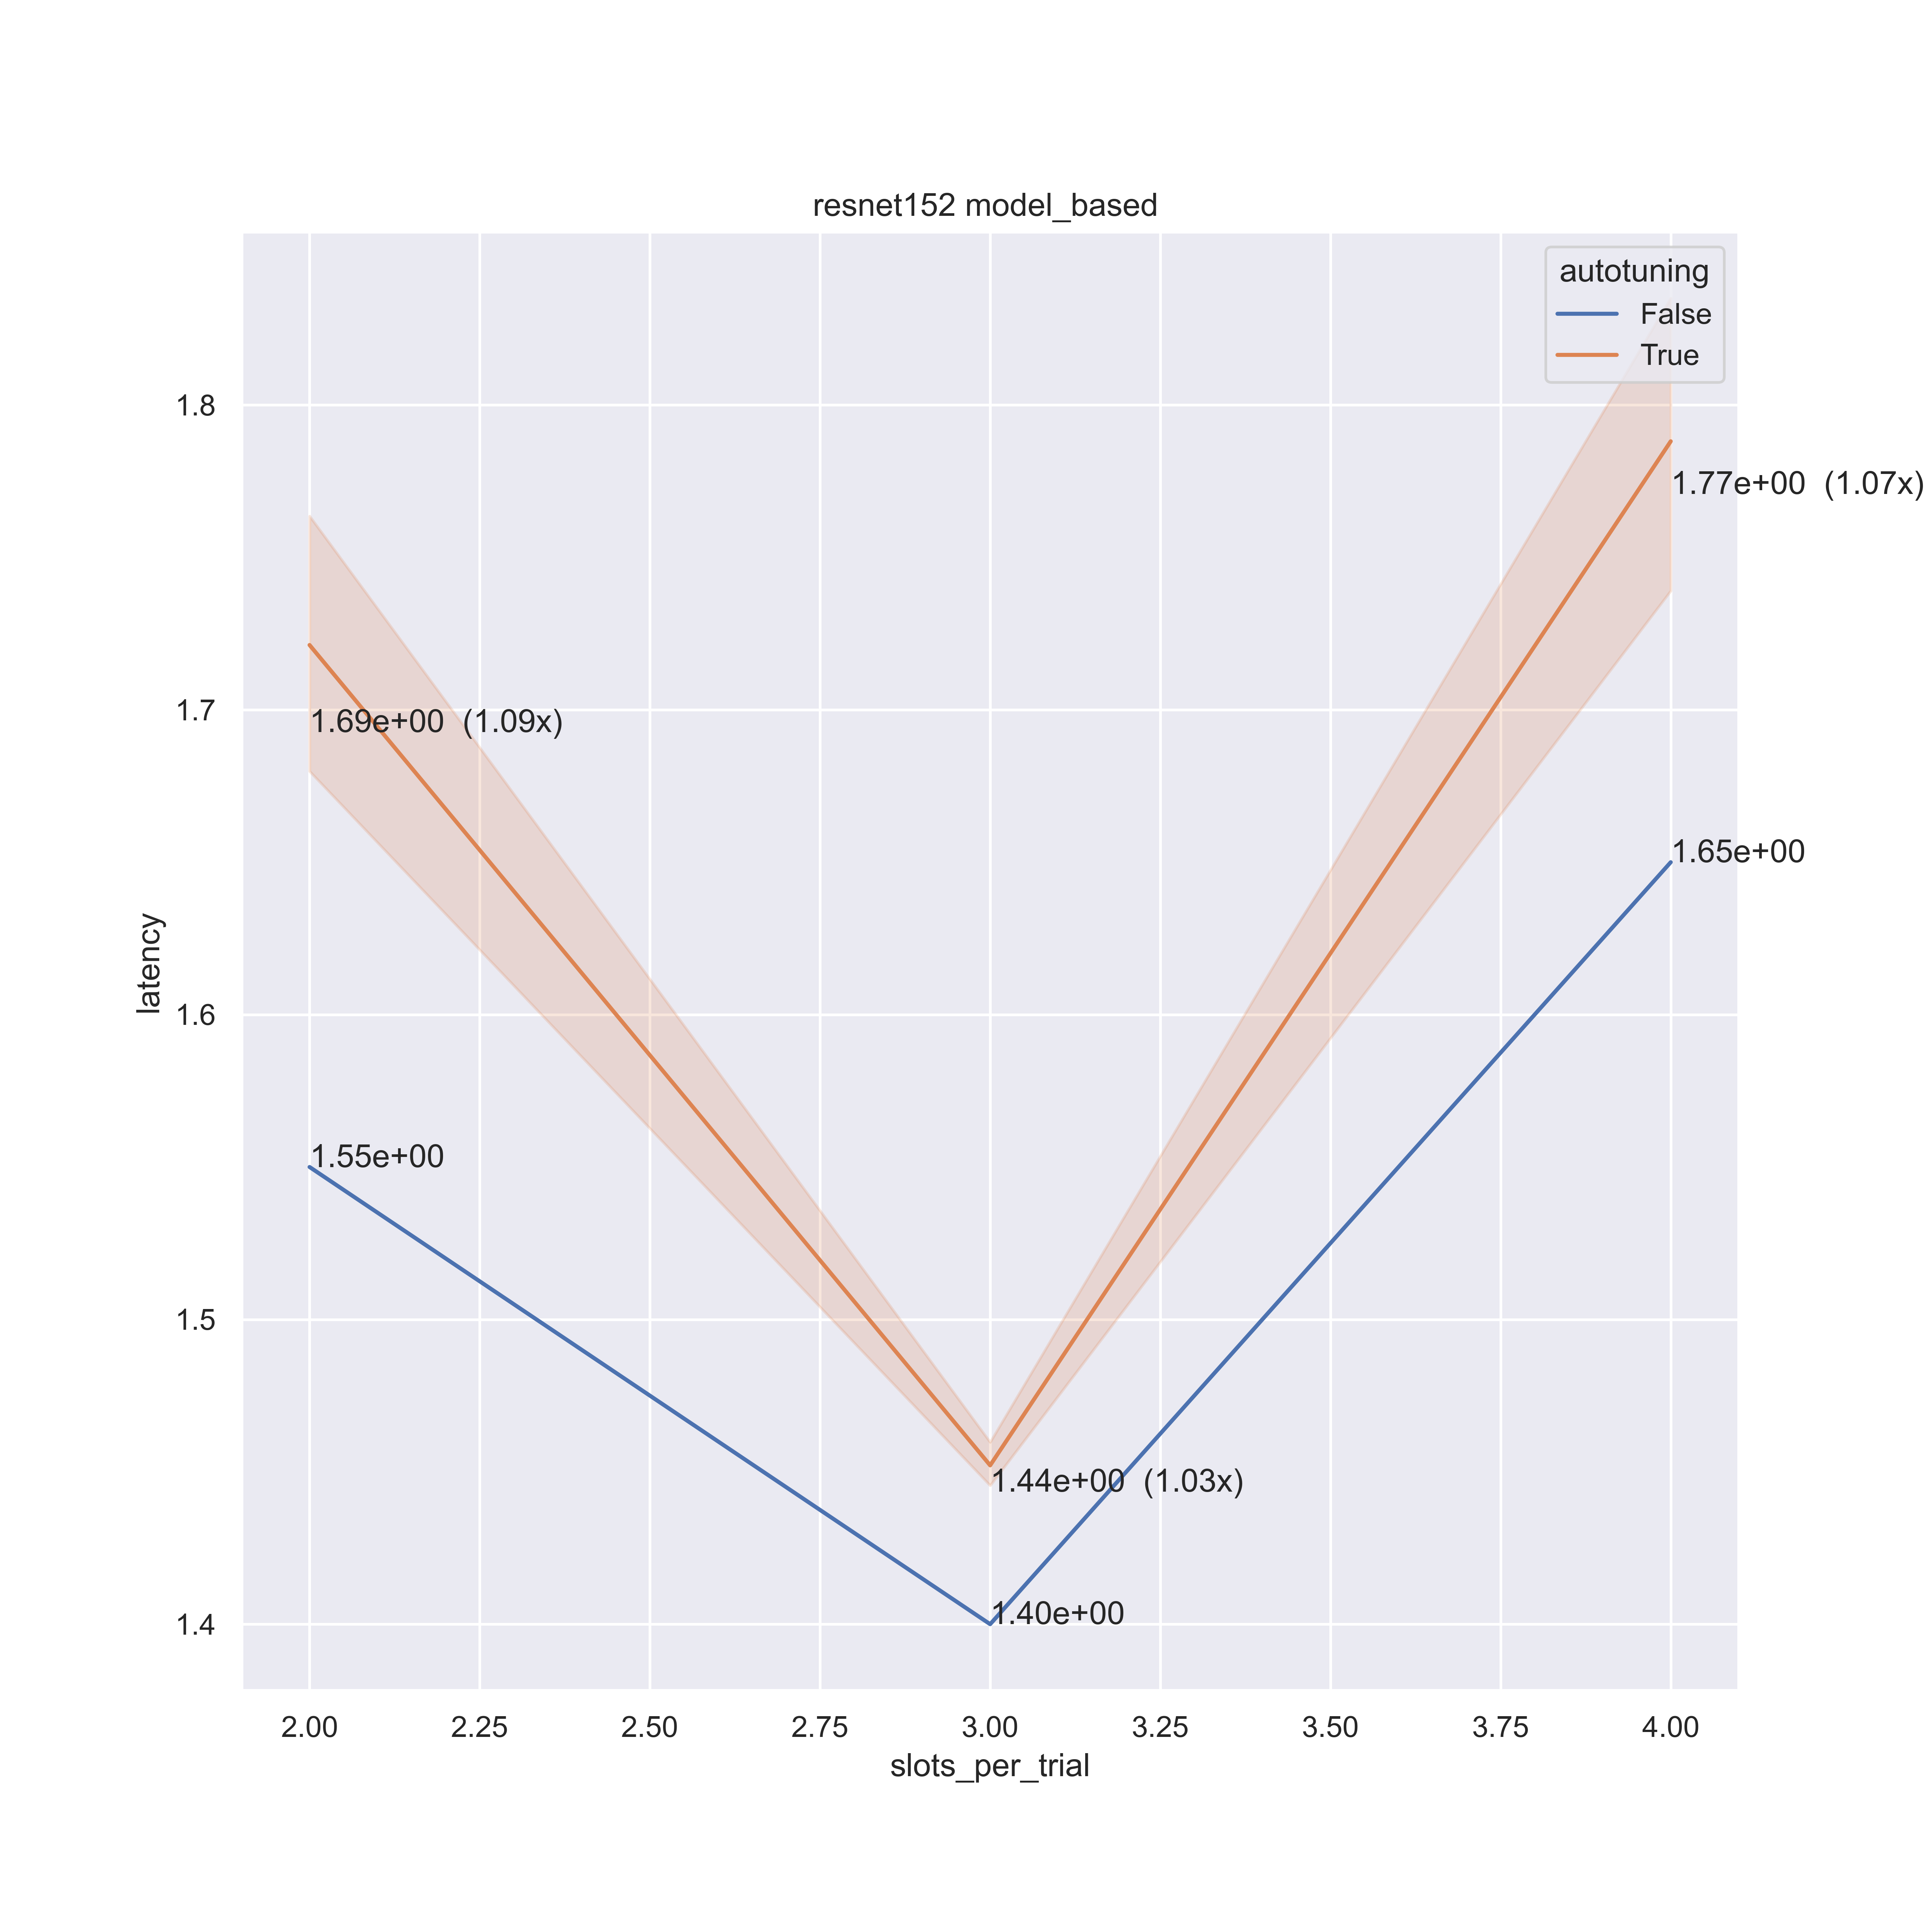 resnet152 model_based
autotuning
False
True
1.8
1.7
1.6
1.5
1.4
latency
1.77e+00  (1.07x)
1.69e+00  (1.09x)
1.65e+00
1.55e+00
1.44e+00  (1.03x)
1.40e+00
2.00 2.25 2.50 2.75 3.00 3.25 3.50 3.75 4.00
slots_per_trial